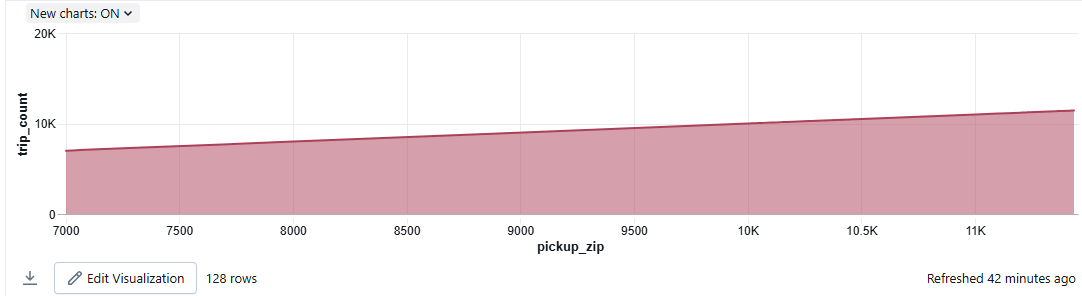 New charts: ON
20K
10K
0
trip_count
7000 7500 8000 8500 9000 9500 10K 10.5K 11K
pickup_zip
Edit Visualization 128 rows Refreshed 42 minutes ago